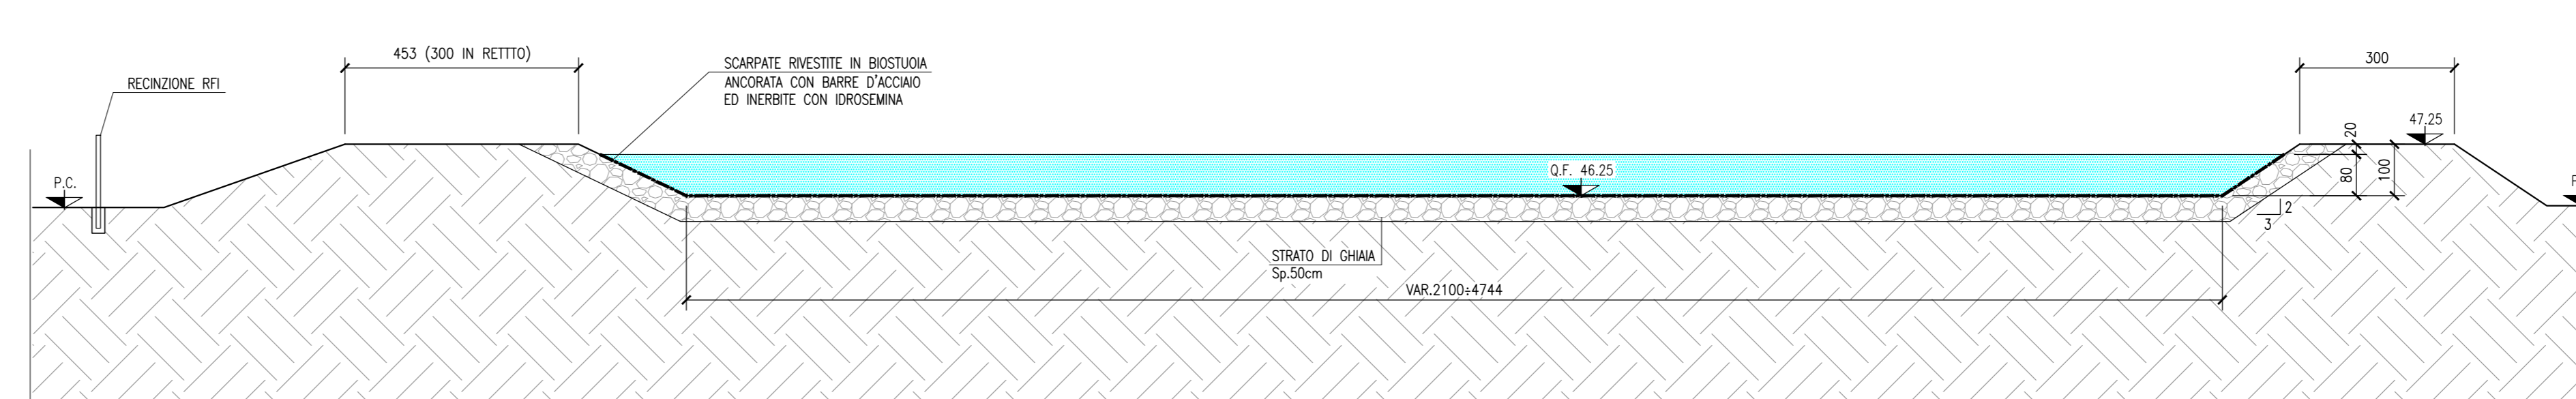 453 (300 IN RETTTO)
RECINZIONE RFI
SCARPATE RIVESTITE IN BIOSTUOIA
ANCORATA CON BARRE D'ACCIAIO
ED INERBITE CON IDROSEMINA
300
47.25
20
80
100
P.C.
Q.F. 46.25
2
3
STRATO DI GHIAIA
Sp.50cm
VAR.2100÷4744